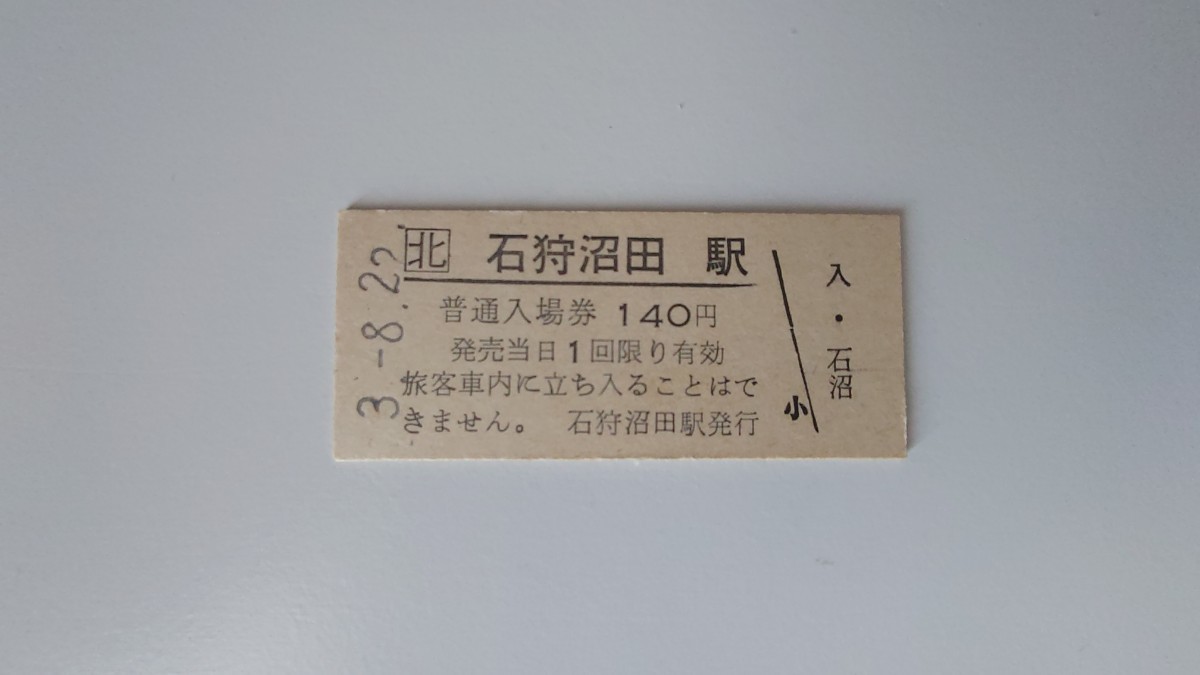 北 石狩沼田 駅
普通入場券 140円
発売当日1回限り有効
旅客車内に立ち入ることはで
きません。 石狩沼田駅発行
3-8.22
小
入・石沼